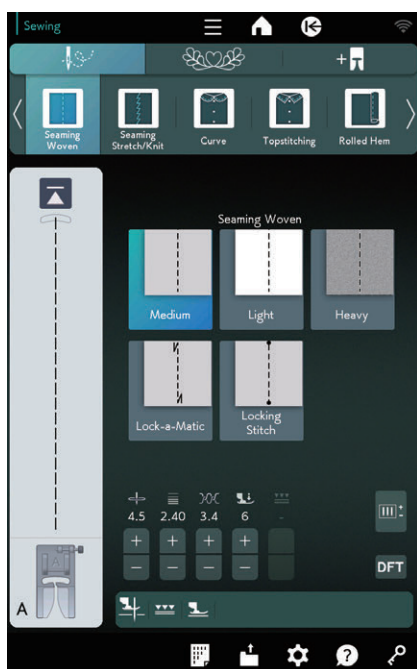 Sewing
Seaming
Woven
Seaming
Stretch/Knit
Curve
Topstitching
Rolled Hem
Seaming Woven
Medium
Light
Heavy
Lock-a-Matic
Locking
Stitch
4.5 2.40 3.4 6 -
+ + + +
- - - -
DFT
A